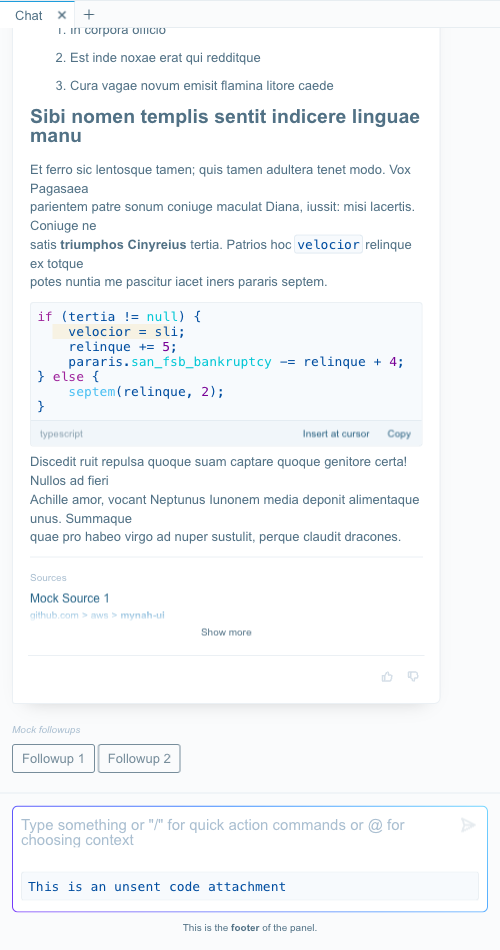 Chat
1. In corpora officio
2. Est inde noxae erat qui redditque
3. Cura vagae novum emisit flamina litore caede
Sibi nomen templis sentit indicere linguae
manu
Et ferro sic lentosque tamen; quis tamen adultera tenet modo. Vox
Pagasaea
parientem patre sonum coniuge maculat Diana, iussit: misi lacertis.
Coniuge ne
satis triumphos Cinyreius tertia. Patrios hoc velocior relinque
ex totque
potes nuntia me pascitur iacet iners pararis septem.
if (tertia != null) {
    velocior = sli;
    relinque += 5;
    pararis.san_fsb_bankruptcy -= relinque + 4;
} else {
    septem(relinque, 2);
}
typescript Insert at cursor Copy
Discedit ruit repulsa quoque suam captare quoque genitore certa!
Nullos ad fieri
Achille amor, vocant Neptunus Iunonem media deponit alimentaque
unus. Summaque
quae pro habeo virgo ad nuper sustulit, perque claudit dracones.
Sources
Mock Source 1
github.com > aws > mynah-ui
Show more
Mock followups
Followup 1 Followup 2
Type something or "/" for quick action commands or @ for
choosing context
This is an unsent code attachment
This is the footer of the panel.